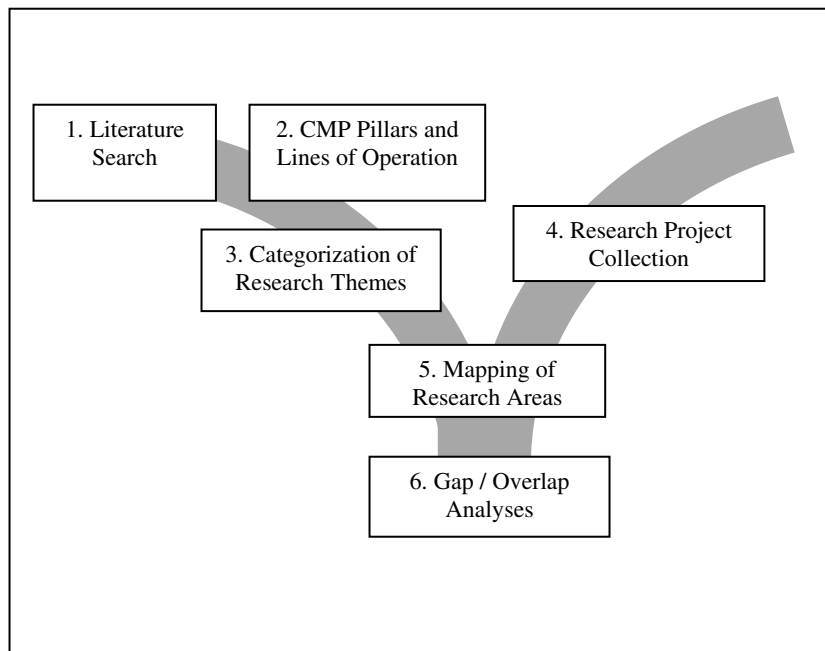 1. Literature
Search
2. CMP Pillars and
Lines of Operation
3. Categorization of
Research Themes
4. Research Project
Collection
5. Mapping of
Research Areas
6. Gap / Overlap
Analyses